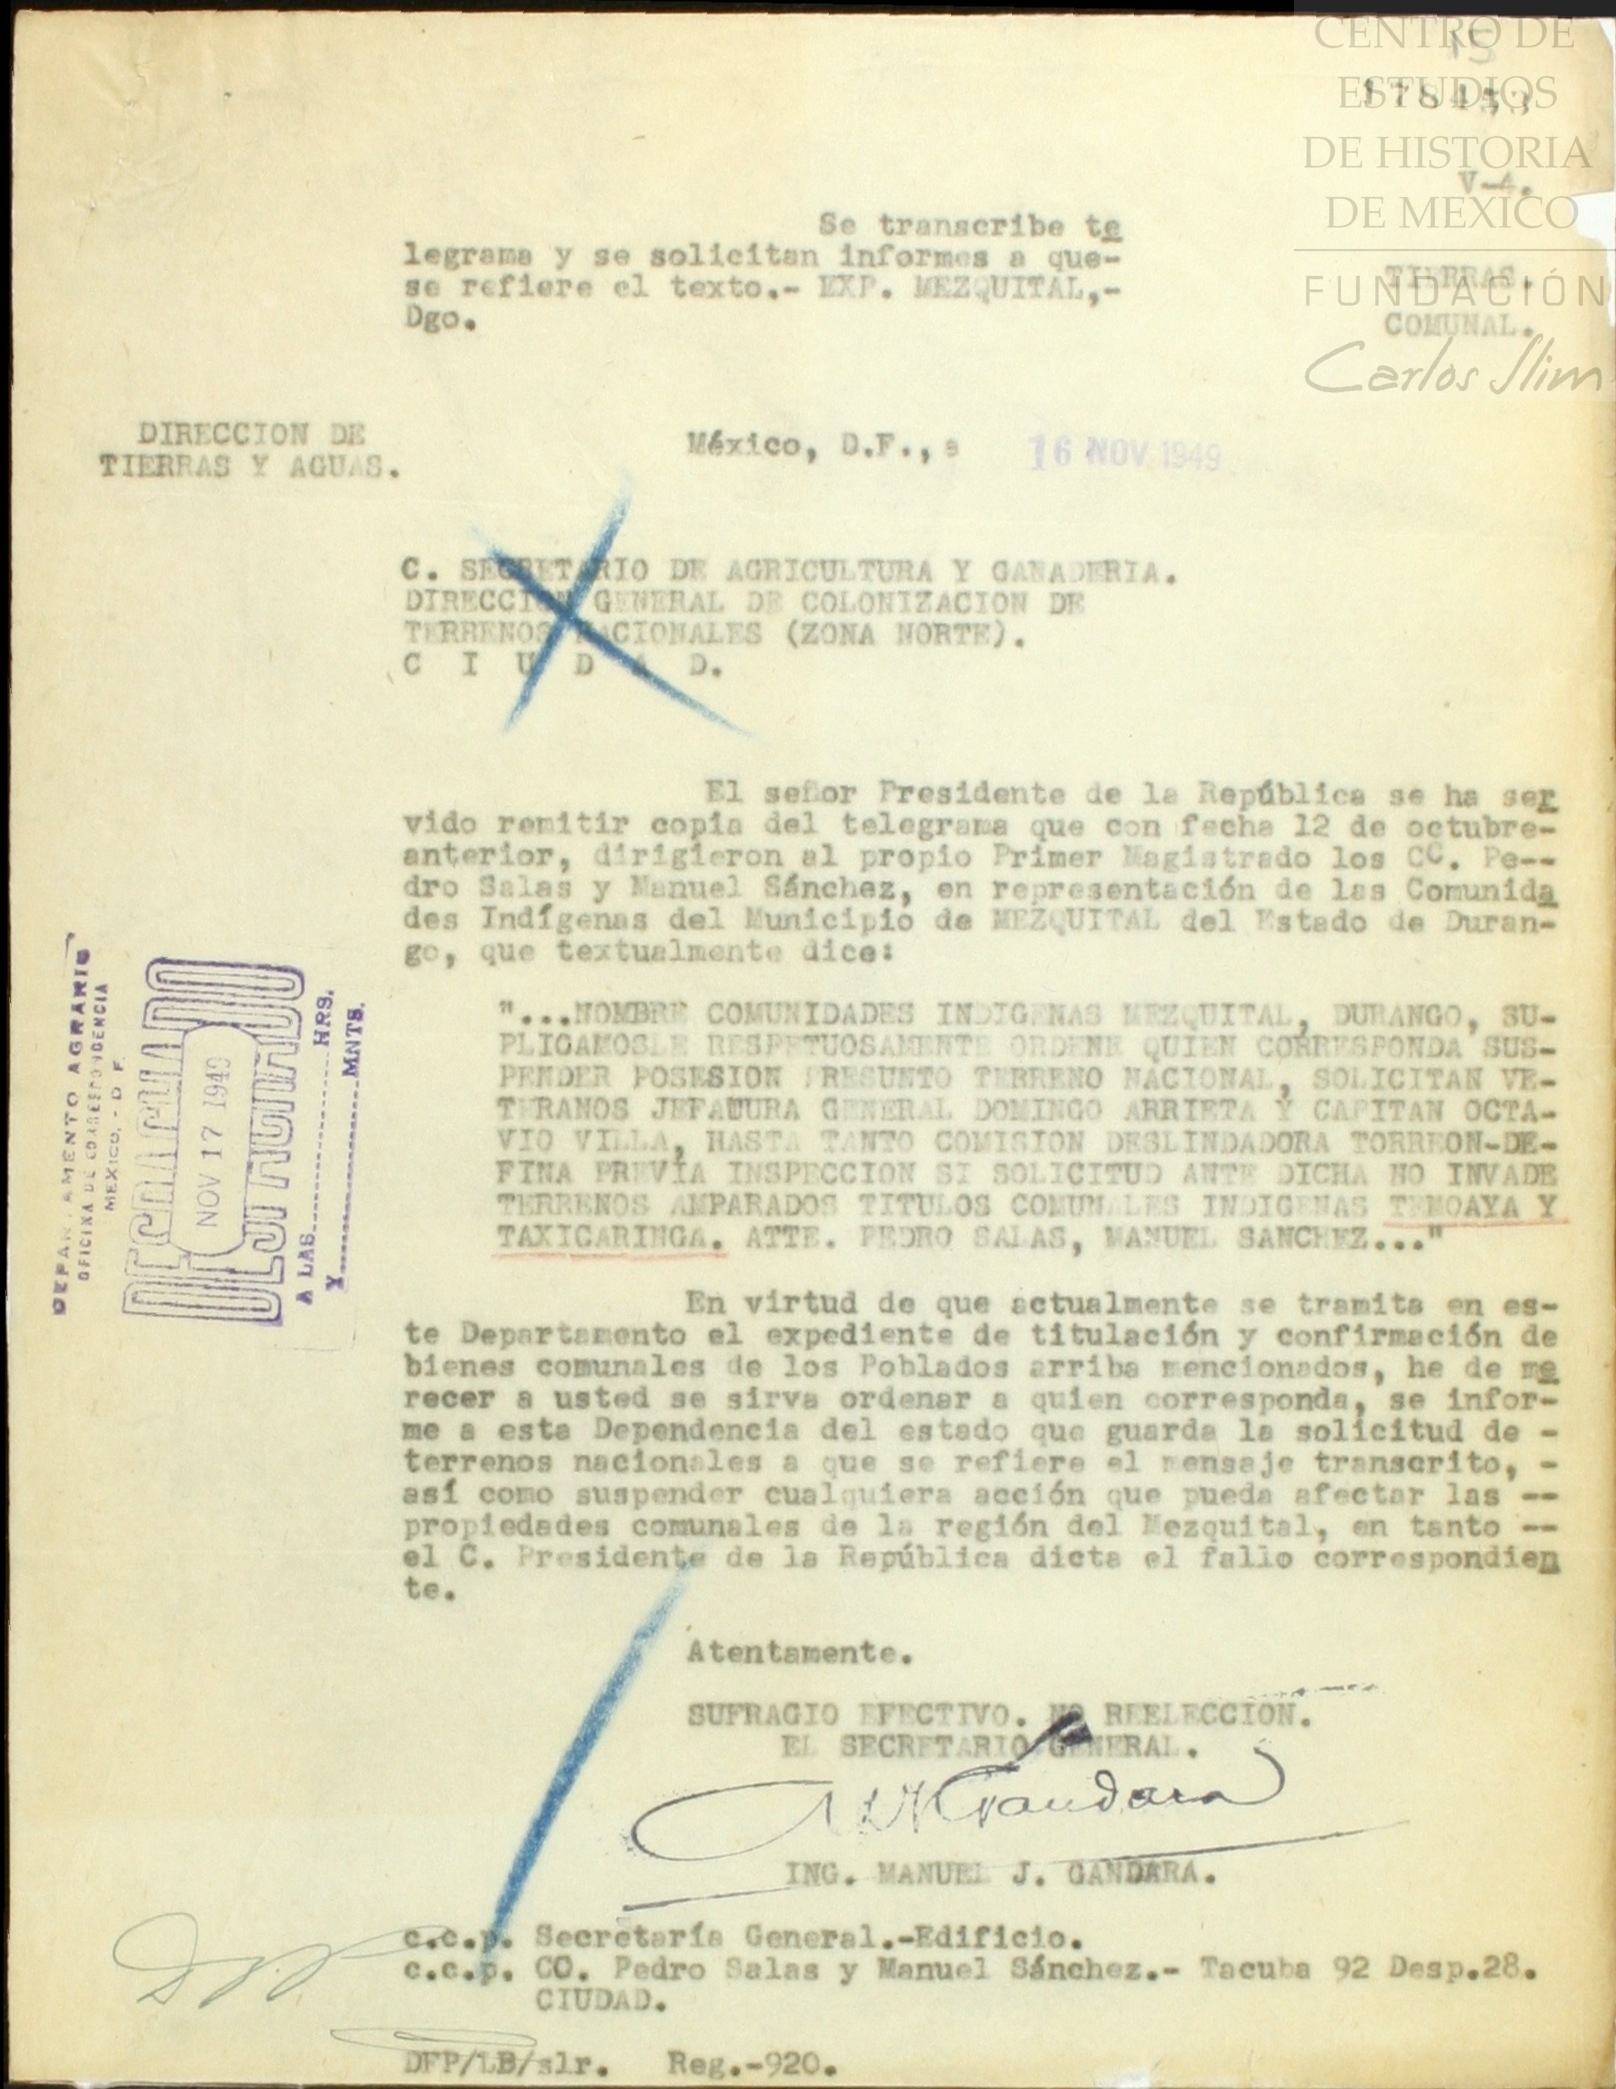 CENTRO DE
ESTUDIOS
DE HISTORIA
DE MEXICO
FUNDACIÓN
Carlos Slim
15
V-4.
TIERRAS.
COMUNAL.
Se transcribe te
legrama y se solicitan informes a que-
se refiere el texto.- EXP. MEZQUITAL,-
Dgo.
DIRECCION DE
TIERRAS Y AGUAS.
México, D.F., a 16 NOV 1949
C. SECRETARIO DE AGRICULTURA Y GANADERIA.
DIRECCION GENERAL DE COLONIZACION DE
TERRENOS NACIONALES (ZONA NORTE).
C I U D A D.
El señor Presidente de la República se ha ser
vido remitir copia del telegrama que con fecha 12 de octubre-
anterior, dirigieron al propio Primer Magistrado los CC. Pe--
dro Salas y Manuel Sánchez, en representación de las Comunida
des Indígenas del Municipio de MEZQUITAL del Estado de Duran-
go, que textualmente dice:
"...NOMBRE COMUNIDADES INDIGENAS MEZQUITAL, DURANGO, SU-
PLICAMOSLE RESPETUOSAMENTE ORDENE QUIEN CORRESPONDA SUS-
PENDER POSESION PRESUNTO TERRENO NACIONAL, SOLICITAN VE-
TERANOS JEFATURA GENERAL DOMINGO ARRIETA Y CAPITAN OCTA-
VIO VILLA, HASTA TANTO COMISION DESLINDADORA TORREON-DE-
FINA PREVIA INSPECCION SI SOLICITUD ANTE DICHA NO INVADE
TERRENOS AMPARADOS TITULOS COMUNALES INDIGENAS TEMOAYA Y
TAXICARINGA. ATTE. PEDRO SALAS, MANUEL SANCHEZ..."
En virtud de que actualmente se tramita en es-
te Departamento el expediente de titulación y confirmación de
bienes comunales de los Poblados arriba mencionados, he de me
recer a usted se sirva ordenar a quien corresponda, se infor-
me a esta Dependencia del estado que guarda la solicitud de -
terrenos nacionales a que se refiere el mensaje transcrito, -
así como suspender cualquiera acción que pueda afectar las --
propiedades comunales de la región del Mezquital, en tanto --
el C. Presidente de la República dicta el fallo correspondien
te.
Atentamente.
SUFRAGIO EFECTIVO. NO REELECCION.
EL SECRETARIO GENERAL.
ING. MANUEL J. GANDARA.
c.c.p. Secretaría General.-Edificio.
c.c.p. CC. Pedro Salas y Manuel Sánchez.- Tacuba 92 Desp.28.
CIUDAD.
DFP/LB/slr. Reg.-920.
DEPARTAMENTO AGRARIO
OFICINA DE CORRESPONDENCIA
MEXICO. - D. F.
DESPACHADO
NOV 17 1949
A LAS HRS.
Y MNTS.